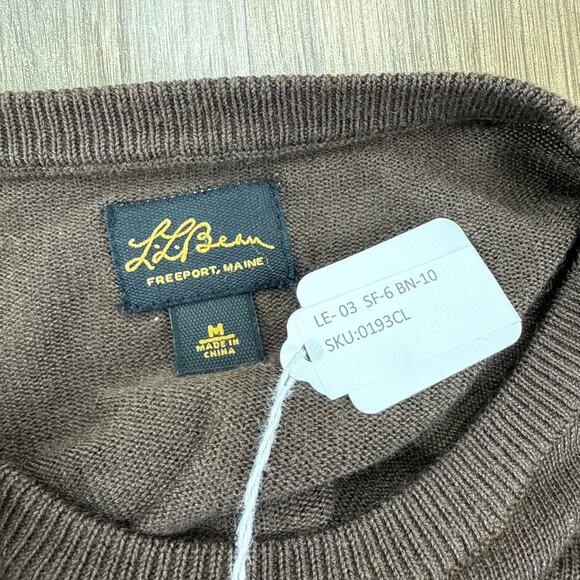 L.L.Bean
FREEPORT, MAINE
M
MADE IN
CHINA
LE- 03 SF-6 BN-10
SKU:0193CL